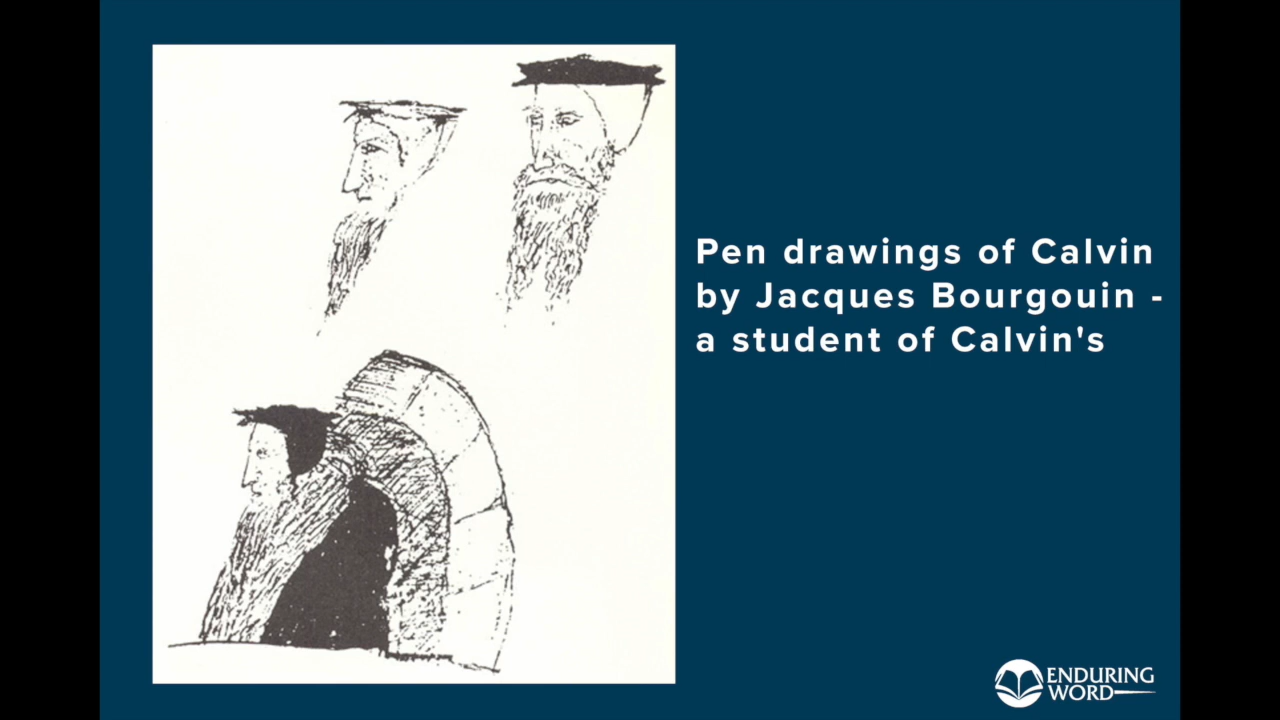 Pen drawings of Calvin
by Jacques Bourgouin -
a student of Calvin's
ENDURING
WORD